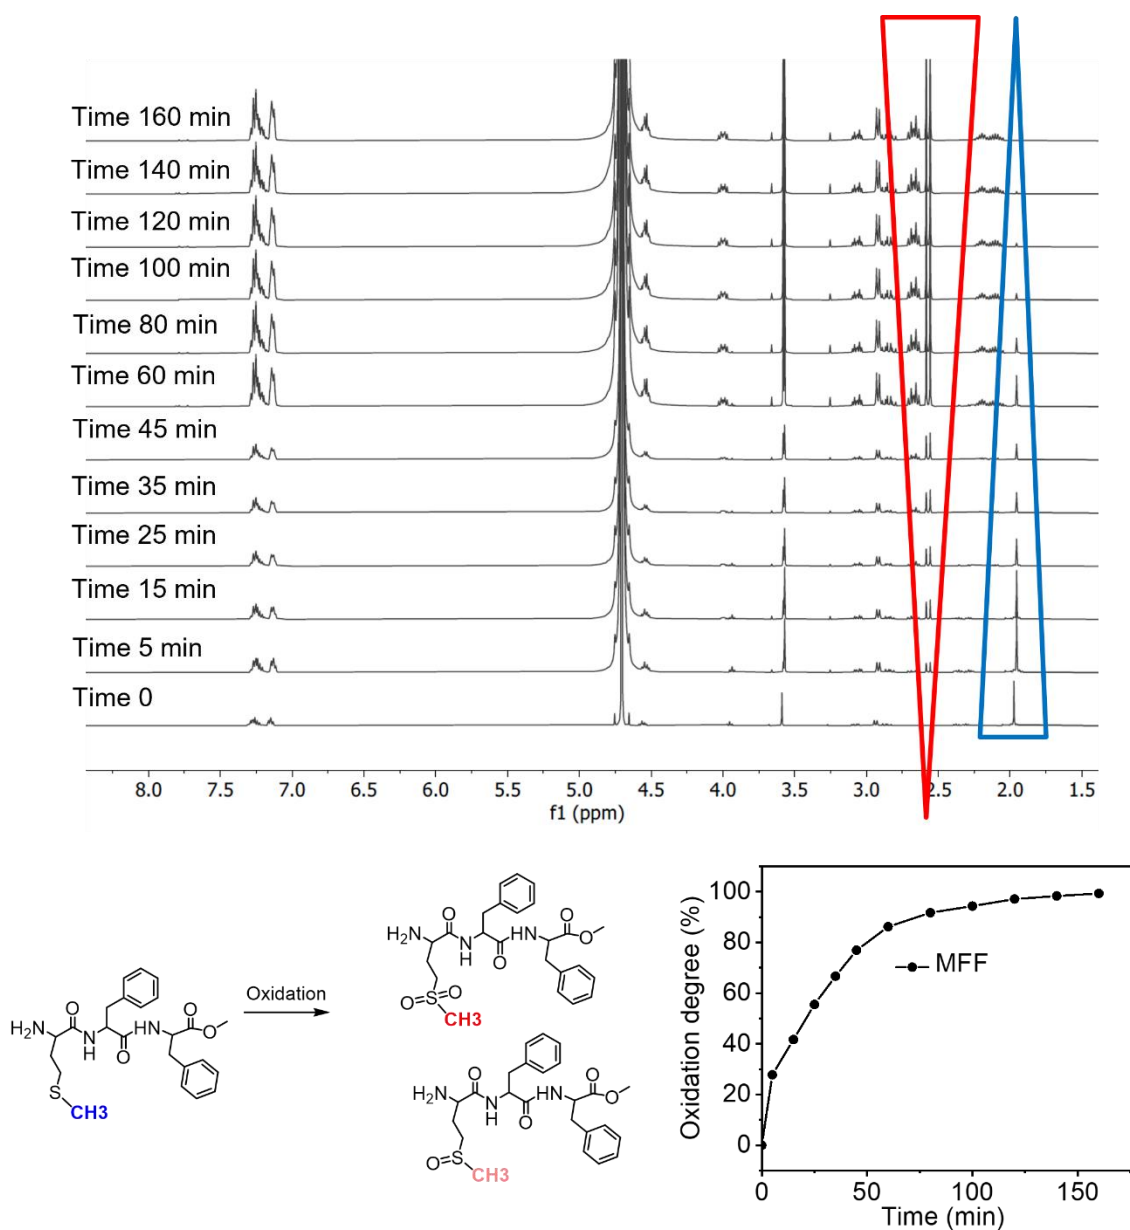 Time 160 min
Time 140 min
Time 120 min
Time 100 min
Time 80 min
Time 60 min
Time 45 min
Time 35 min
Time 25 min
Time 15 min
Time 5 min
Time 0
8.0 7.5 7.0 6.5 6.0 5.5 5.0 4.5 4.0 3.5 3.0 2.5 2.0 1.5
f1 (ppm)
H2N O N H O H N O O
S CH3
Oxidation
H2N O N H O H N O O
O S O
CH3
H2N O N H O H N O O
O S CH3
Oxidation degree (%)
100
80
60
40
20
0
MFF
0 50 100 150
Time (min)